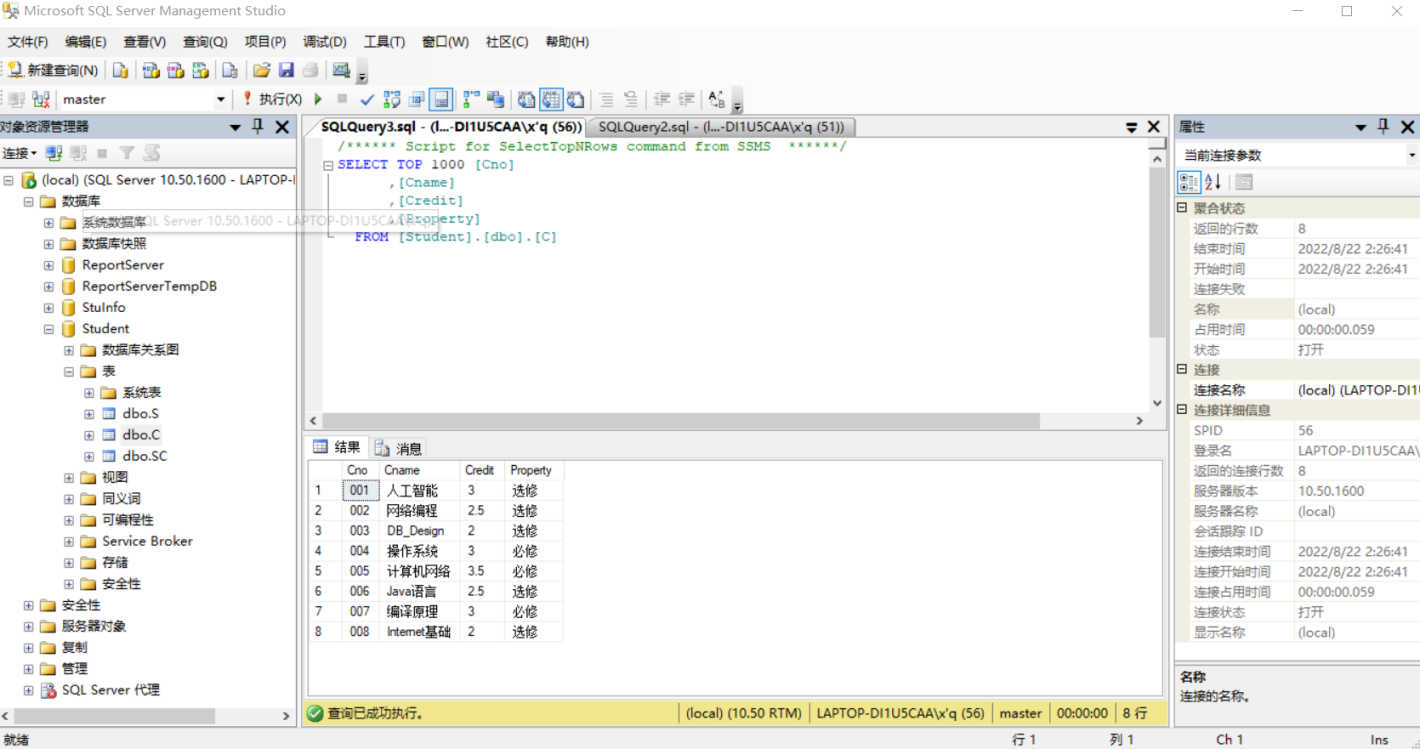 Microsoft SQL Server Management Studio
文件(F) 编辑(E) 查看(V) 查询(Q) 项目(P) 调试(D) 工具(T) 窗口(W) 社区(C) 帮助(H)
新建查询(N)
master 执行(X)
对象资源管理器
连接
(local) (SQL Server 10.50.1600 - LAPTOP-
数据库
系统数据库
SQL Server 10.50.1600 - LAPTOP-DI1U5CAA\x'q)
数据库快照
ReportServer
ReportServerTempDB
StuInfo
Student
数据库关系图
表
系统表
dbo.S
dbo.C
dbo.SC
视图
同义词
可编程性
Service Broker
存储
安全性
安全性
服务器对象
复制
管理
SQL Server 代理
SQLQuery3.sql - (l...-DI1U5CAA\x'q (56)) SQLQuery2.sql - (l...-DI1U5CAA\x'q (51))
/****** Script for SelectTopNRows command from SSMS ******/
SELECT TOP 1000 [Cno]
,[Cname]
,[Credit]
Property]
FROM [Student].[dbo].[C]
结果 消息
Cno Cname Credit Property
1 001 人工智能 3 选修
2 002 网络编程 2.5 选修
3 003 DB_Design 2 选修
4 004 操作系统 3 必修
5 005 计算机网络 3.5 必修
6 006 Java语言 2.5 选修
7 007 编译原理 3 必修
8 008 Internet基础 2 选修
查询已成功执行。 (local) (10.50 RTM) LAPTOP-DI1U5CAA\x'q (56) master 00:00:00 8 行
属性
当前连接参数
聚合状态
返回的行数 8
结束时间 2022/8/22 2:26:41
开始时间 2022/8/22 2:26:41
连接失败
名称 (local)
占用时间 00:00:00.059
状态 打开
连接
连接名称 (local) (LAPTOP-DI1
连接详细信息
SPID 56
登录名 LAPTOP-DI1U5CAA\
返回的连接行数 8
服务器版本 10.50.1600
服务器名称 (local)
会话跟踪 ID
连接结束时间 2022/8/22 2:26:41
连接开始时间 2022/8/22 2:26:41
连接占用时间 00:00:00.059
连接状态 打开
显示名称 (local)
名称
连接的名称。
就绪 行 1 列 1 Ch 1 Ins